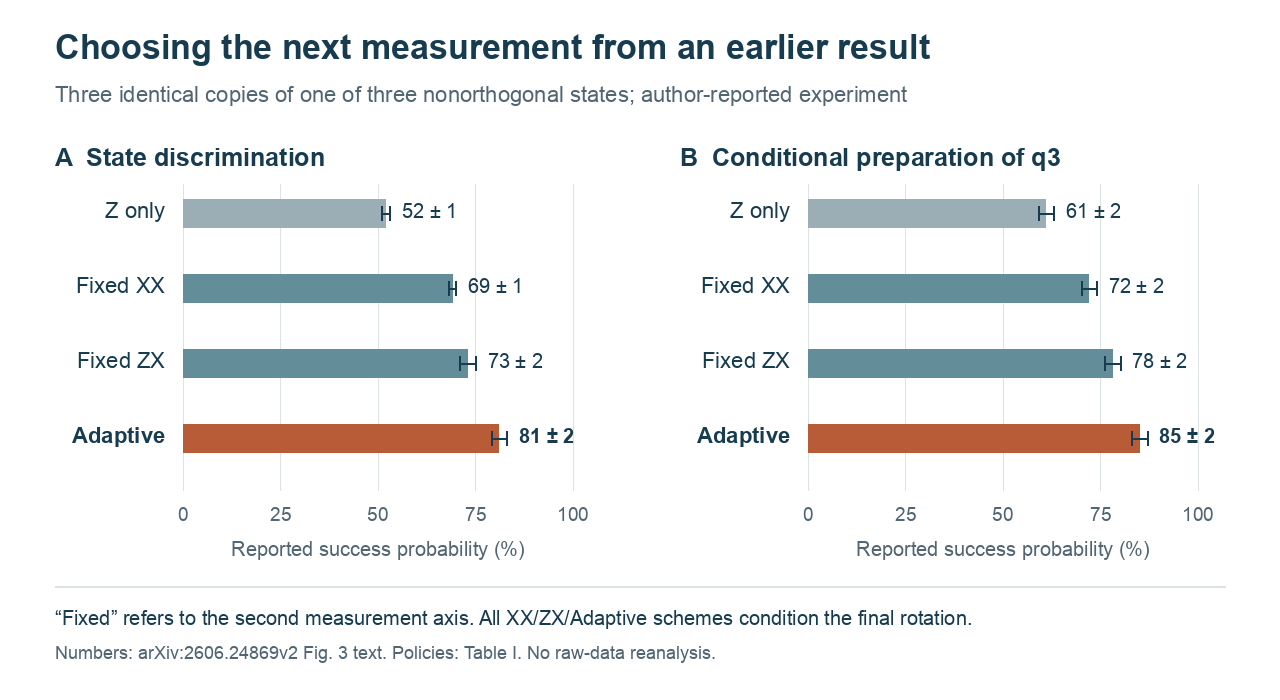 Choosing the next measurement from an earlier result
Three identical copies of one of three nonorthogonal states; author-reported experiment
A State discrimination
Z only
52 ± 1
Fixed XX
69 ± 1
Fixed ZX
73 ± 2
Adaptive
81 ± 2
0 25 50 75 100
Reported success probability (%)
B Conditional preparation of q3
Z only
61 ± 2
Fixed XX
72 ± 2
Fixed ZX
78 ± 2
Adaptive
85 ± 2
0 25 50 75 100
Reported success probability (%)
“Fixed” refers to the second measurement axis. All XX/ZX/Adaptive schemes condition the final rotation.
Numbers: arXiv:2606.24869v2 Fig. 3 text. Policies: Table I. No raw-data reanalysis.